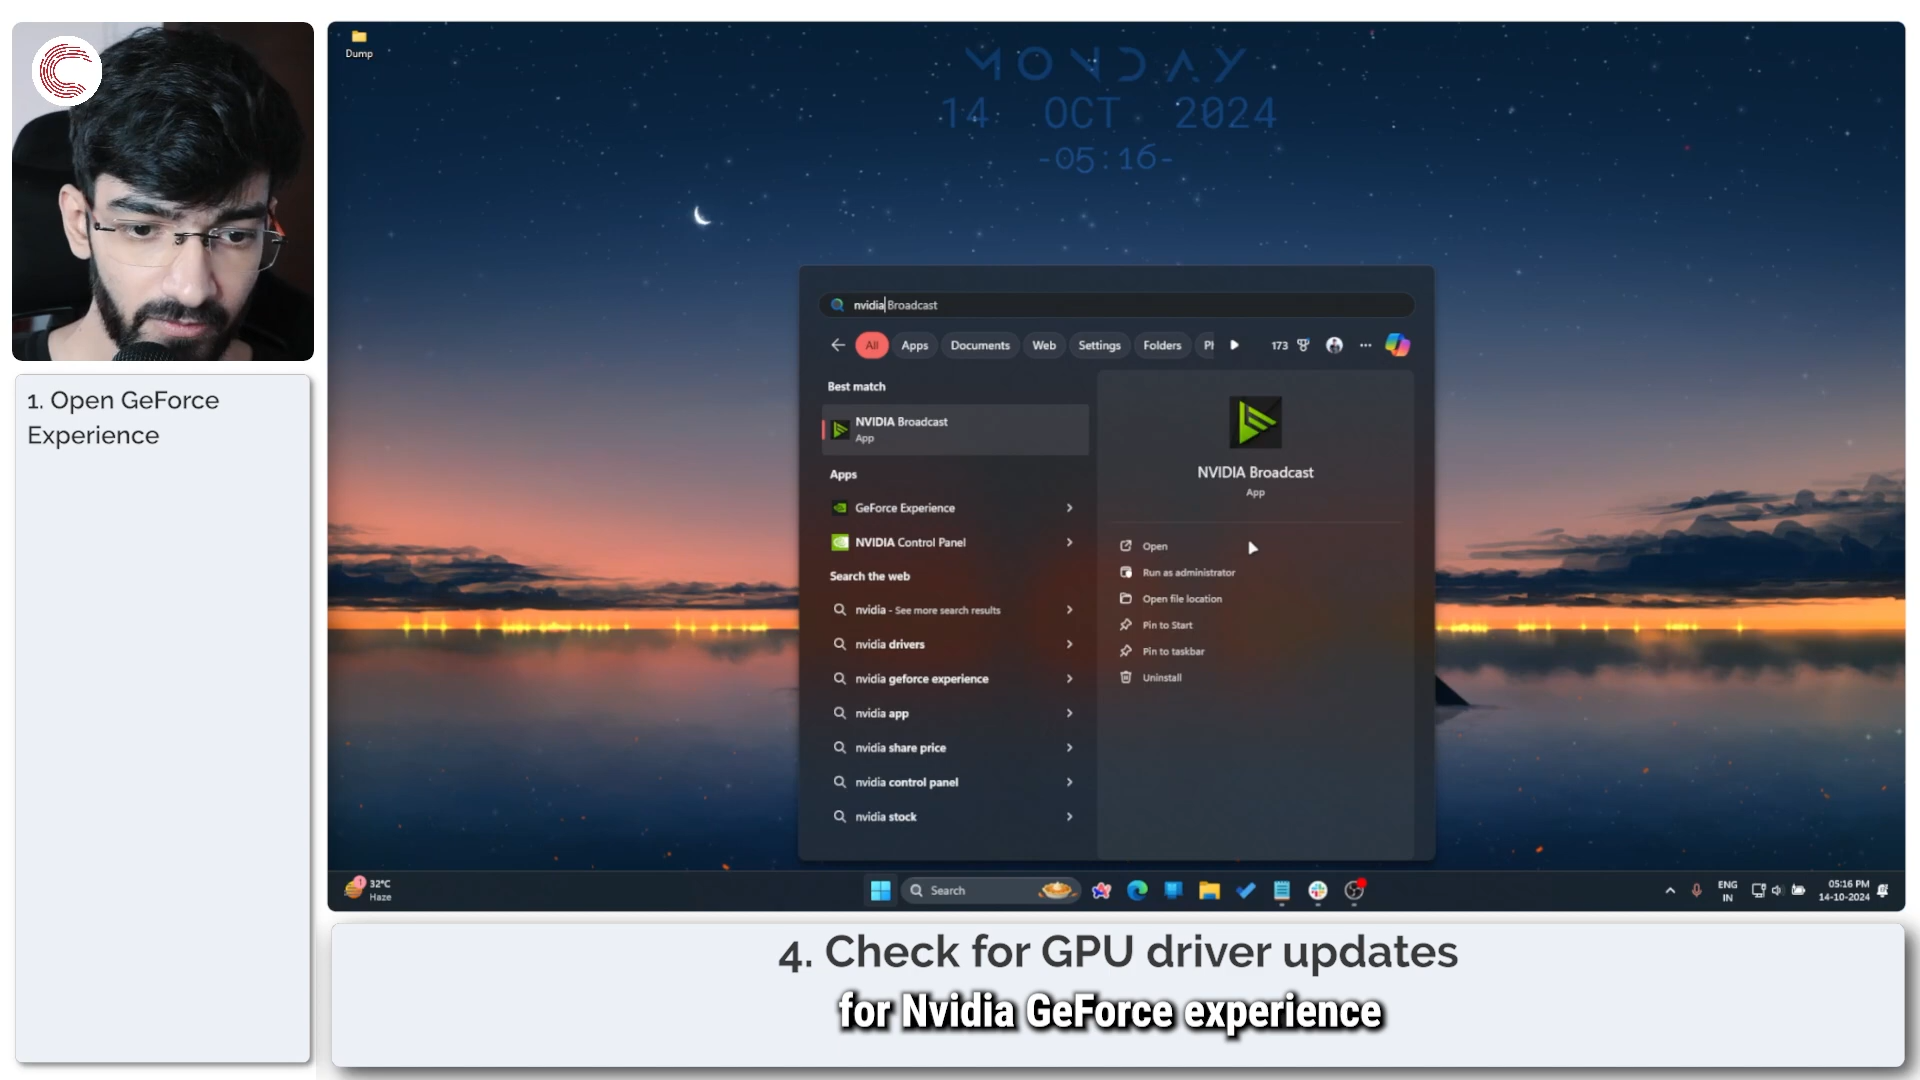 Dump
MONDAY
14 OCT 2024
-05:16-
1. Open GeForce
Experience
nvidia Broadcast
All
Apps
Documents
Web
Settings
Folders
173
Best match
NVIDIA Broadcast
App
Apps
GeForce Experience
NVIDIA Control Panel
Search the web
nvidia - See more search results
nvidia drivers
nvidia geforce experience
nvidia app
nvidia share price
nvidia control panel
nvidia stock
NVIDIA Broadcast
App
Open
Run as administrator
Open file location
Pin to Start
Pin to taskbar
Uninstall
1
32°C
Haze
Search
ENG
IN
05:16 PM
14-10-2024
4. Check for GPU driver updates
for Nvidia GeForce experience